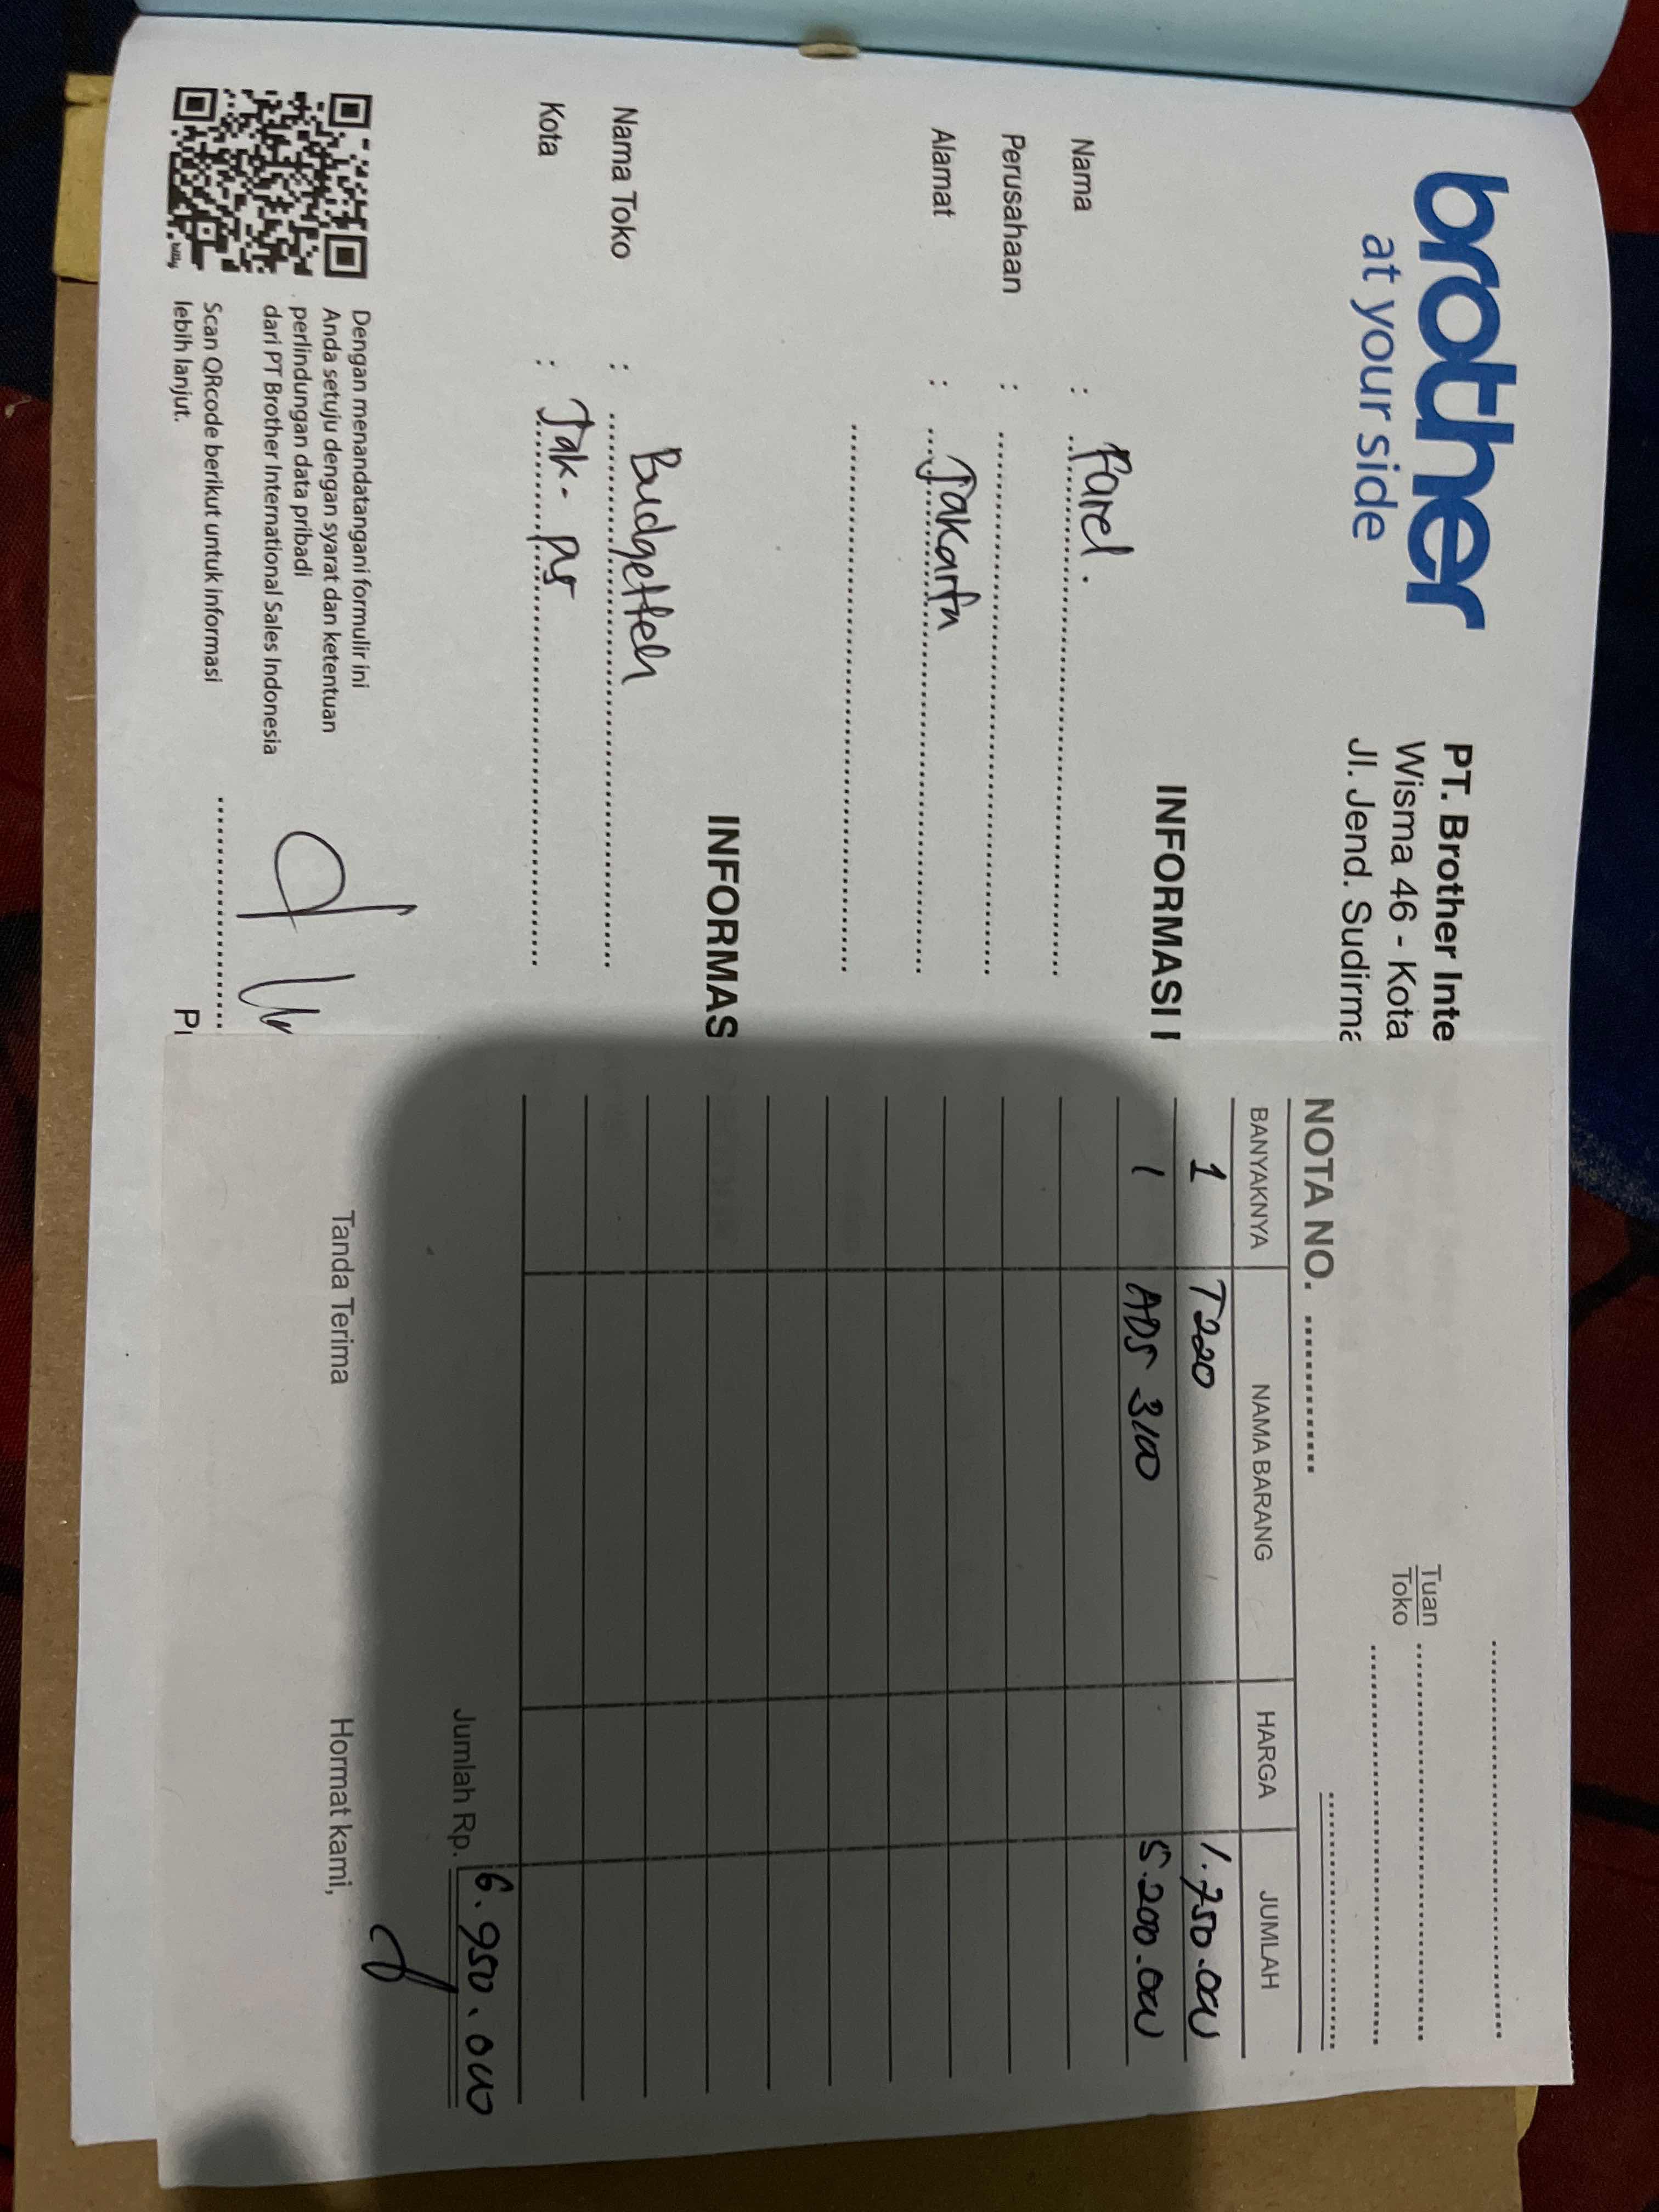 brother
at your side
PT. Brother Inte
Wisma 46 - Kota
Jl. Jend. Sudirma
INFORMASI
Nama : Farel.
Perusahaan :
Alamat : Jakarta
INFORMAS
Nama Toko : Budgettech
Kota : Jak - ps
Dengan menandatangani formulir ini
Anda setuju dengan syarat dan ketentuan
perlindungan data pribadi
dari PT Brother International Sales Indonesia
Scan QRcode berikut untuk informasi
lebih lanjut.
Tuan
Toko
NOTA NO.
BANYAKNYA NAMA BARANG HARGA JUMLAH
1 T220 1.750.000
1 ADS 3100 5.200.000
Jumlah Rp. 6.950.000
Tanda Terima Hormat kami,